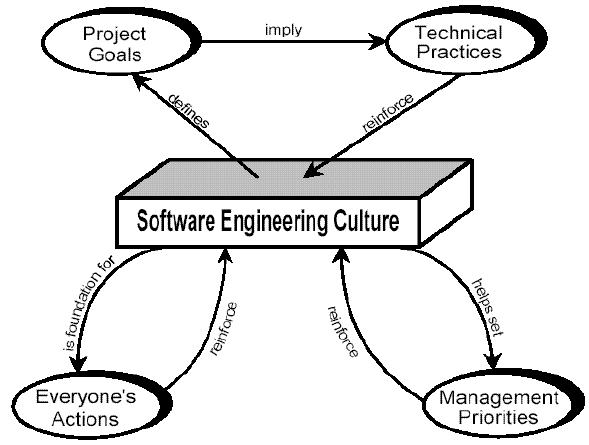 Project
Goals
imply
Technical
Practices
defines
reinforce
Software Engineering Culture
is foundation for
reinforce
reinforce
helps set
Everyone's
Actions
Management
Priorities